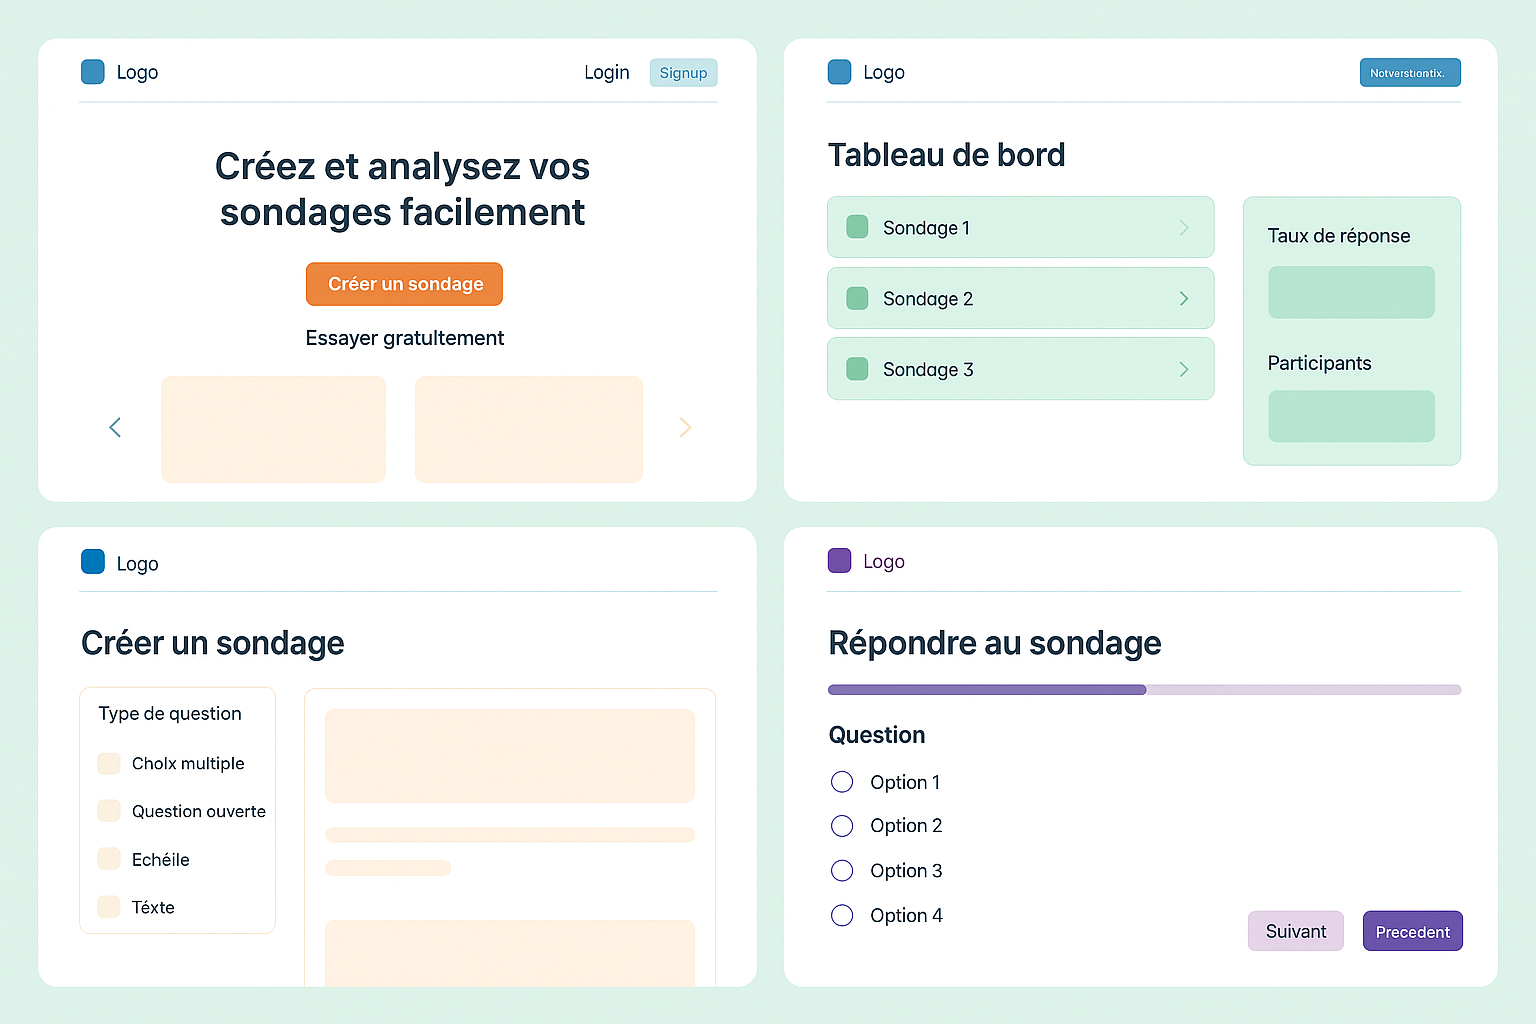 Logo
Login
Signup
Créez et analysez vos
sondages facilement
Créer un sondage
Essayer gratultement
Logo
Notverstıontix.
Tableau de bord
Sondage 1
Sondage 2
Sondage 3
Taux de réponse
Participants
Logo
Créer un sondage
Type de question
Cholx multiple
Question ouverte
Echéile
Téxte
Logo
Répondre au sondage
Question
Option 1
Option 2
Option 3
Option 4
Suivant
Precedent